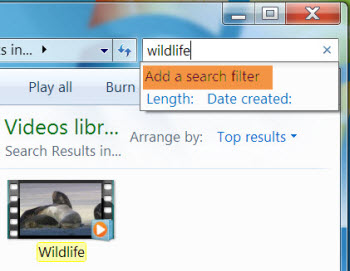 s in...
wildlife
Add a search filter
Length: Date created:
Play all Burn
Videos libr...
Search Results in...
Arrange by: Top results
Wildlife